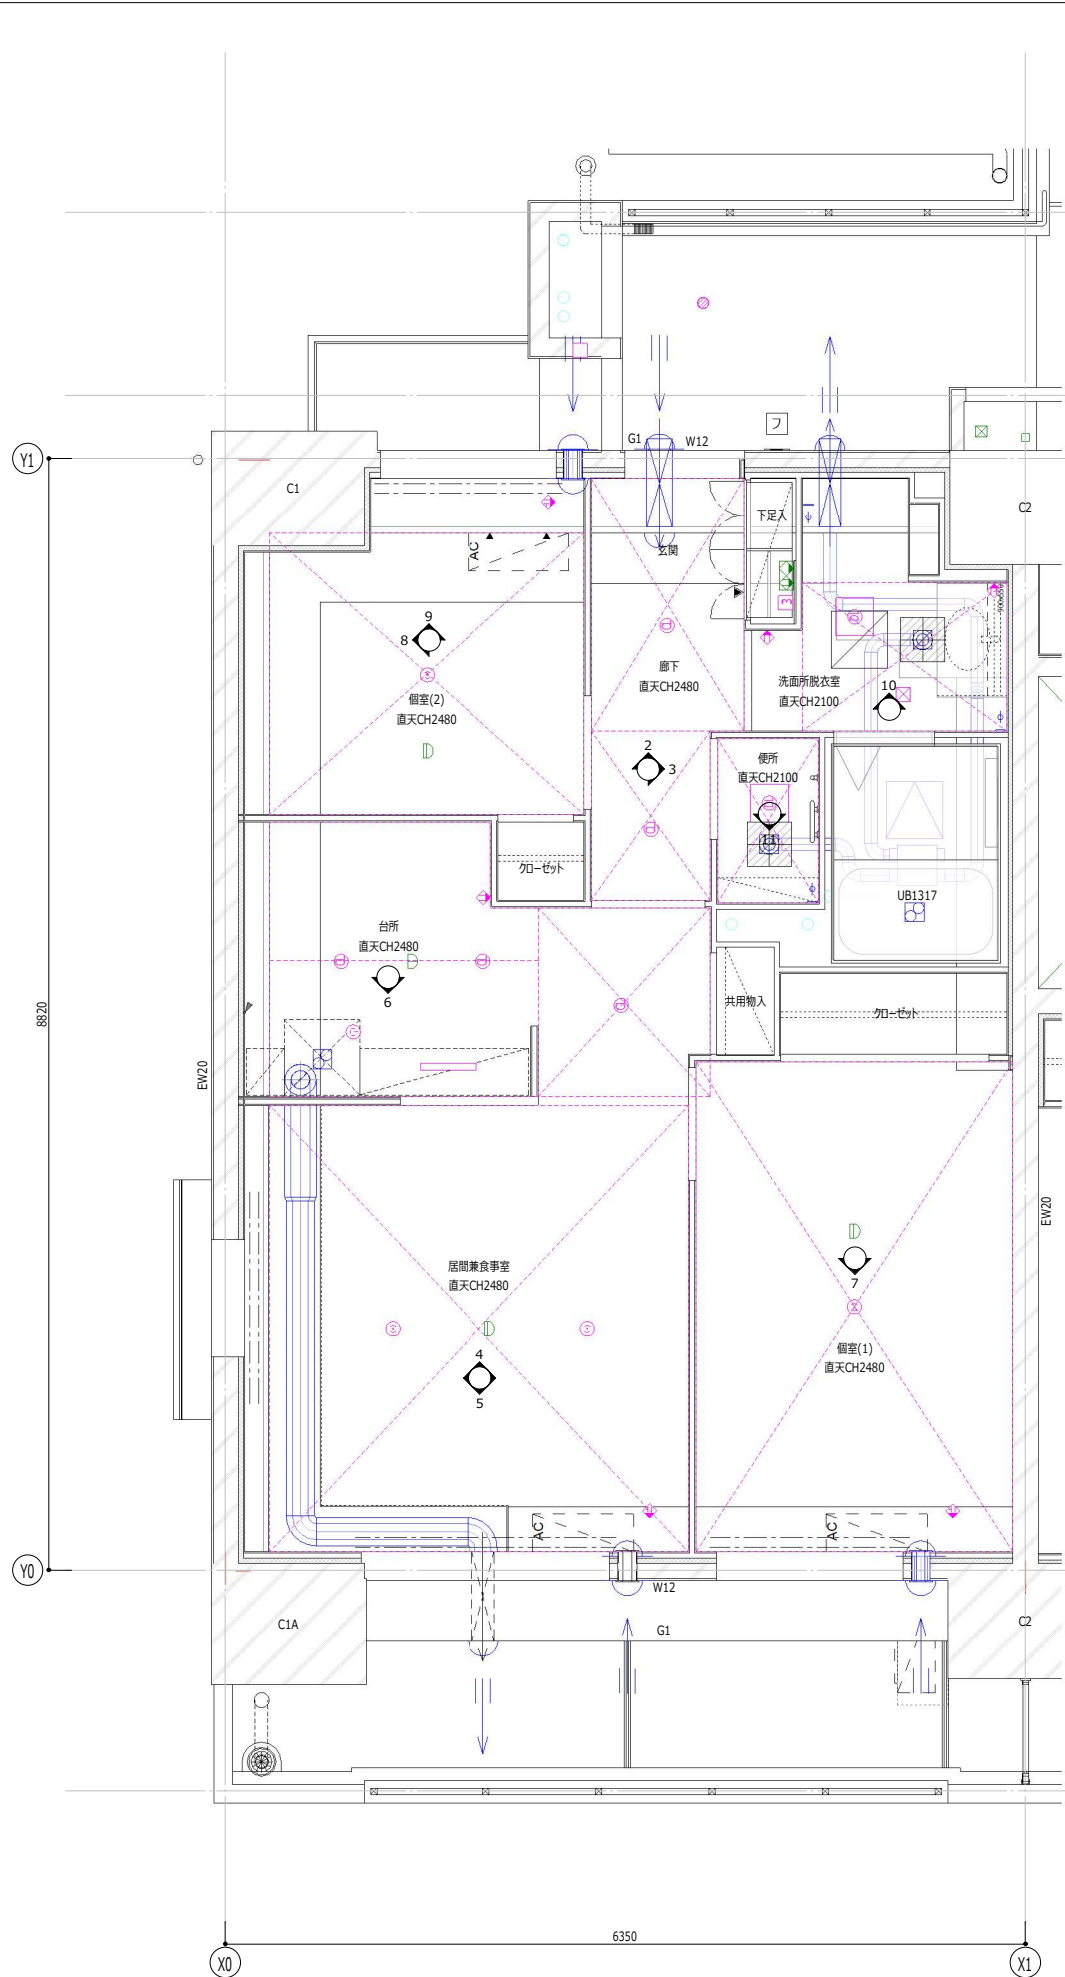 フ
Y1
G1
W12
C1
C2
下足入
玄関
AC
3
900x550
9
8
廊下
直天CH2480
洗面所脱衣室
直天CH2100
10
個室(2)
直天CH2480
2
3
便所
直天CH2100
11
クローゼット
UB1317
台所
直天CH2480
6
共用物入
クローゼット
8820
EW20
EW20
居間兼食事室
直天CH2480
7
個室(1)
直天CH2480
4
5
AC
AC
Y0
W12
C1A
G1
C2
6350
X0
X1